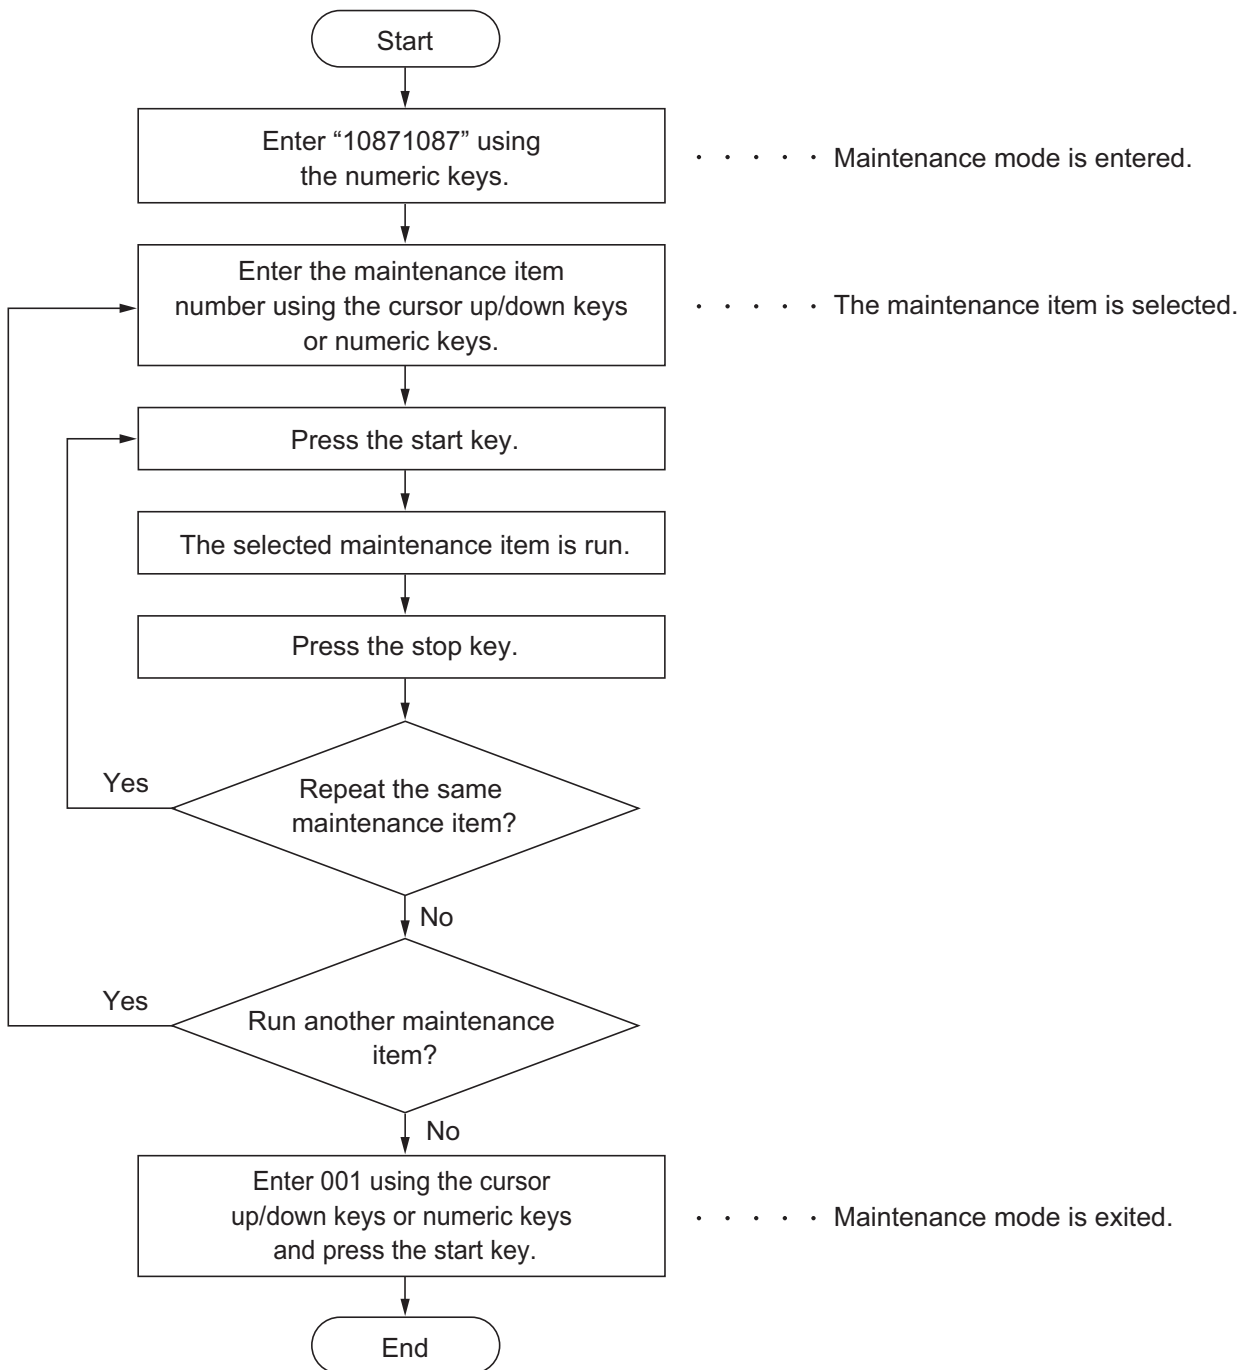 Start
Enter “10871087” using
the numeric keys.
· · · · · Maintenance mode is entered.
Enter the maintenance item
number using the cursor up/down keys
or numeric keys.
· · · · · The maintenance item is selected.
Press the start key.
The selected maintenance item is run.
Press the stop key.
Yes
Repeat the same
maintenance item?
No
Yes
Run another maintenance
item?
No
Enter 001 using the cursor
up/down keys or numeric keys
and press the start key.
· · · · · Maintenance mode is exited.
End